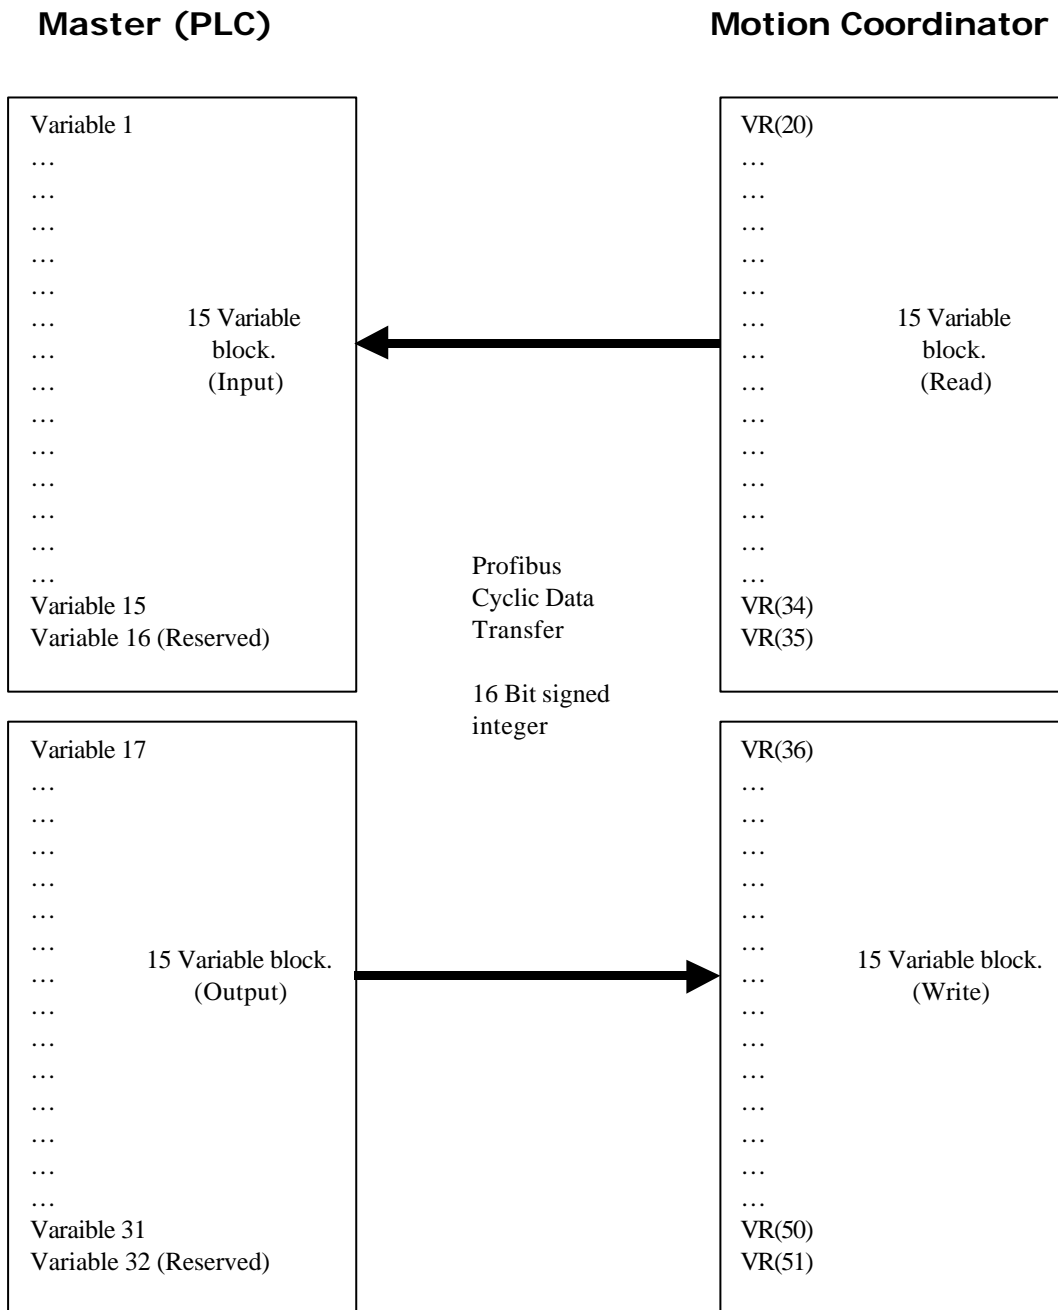 Master (PLC)
Motion Coordinator
Variable 1
…
…
…
…
…
…
…
…
…
…
…
…
…
…
Variable 15
Variable 16 (Reserved)
15 Variable
block.
(Input)
VR(20)
…
…
…
…
…
…
…
…
…
…
…
…
…
…
VR(34)
VR(35)
15 Variable
block.
(Read)
Profibus
Cyclic Data
Transfer
16 Bit signed
integer
Variable 17
…
…
…
…
…
…
…
…
…
…
…
…
…
…
Varaible 31
Variable 32 (Reserved)
15 Variable block.
(Output)
VR(36)
…
…
…
…
…
…
…
…
…
…
…
…
…
…
VR(50)
VR(51)
15 Variable block.
(Write)